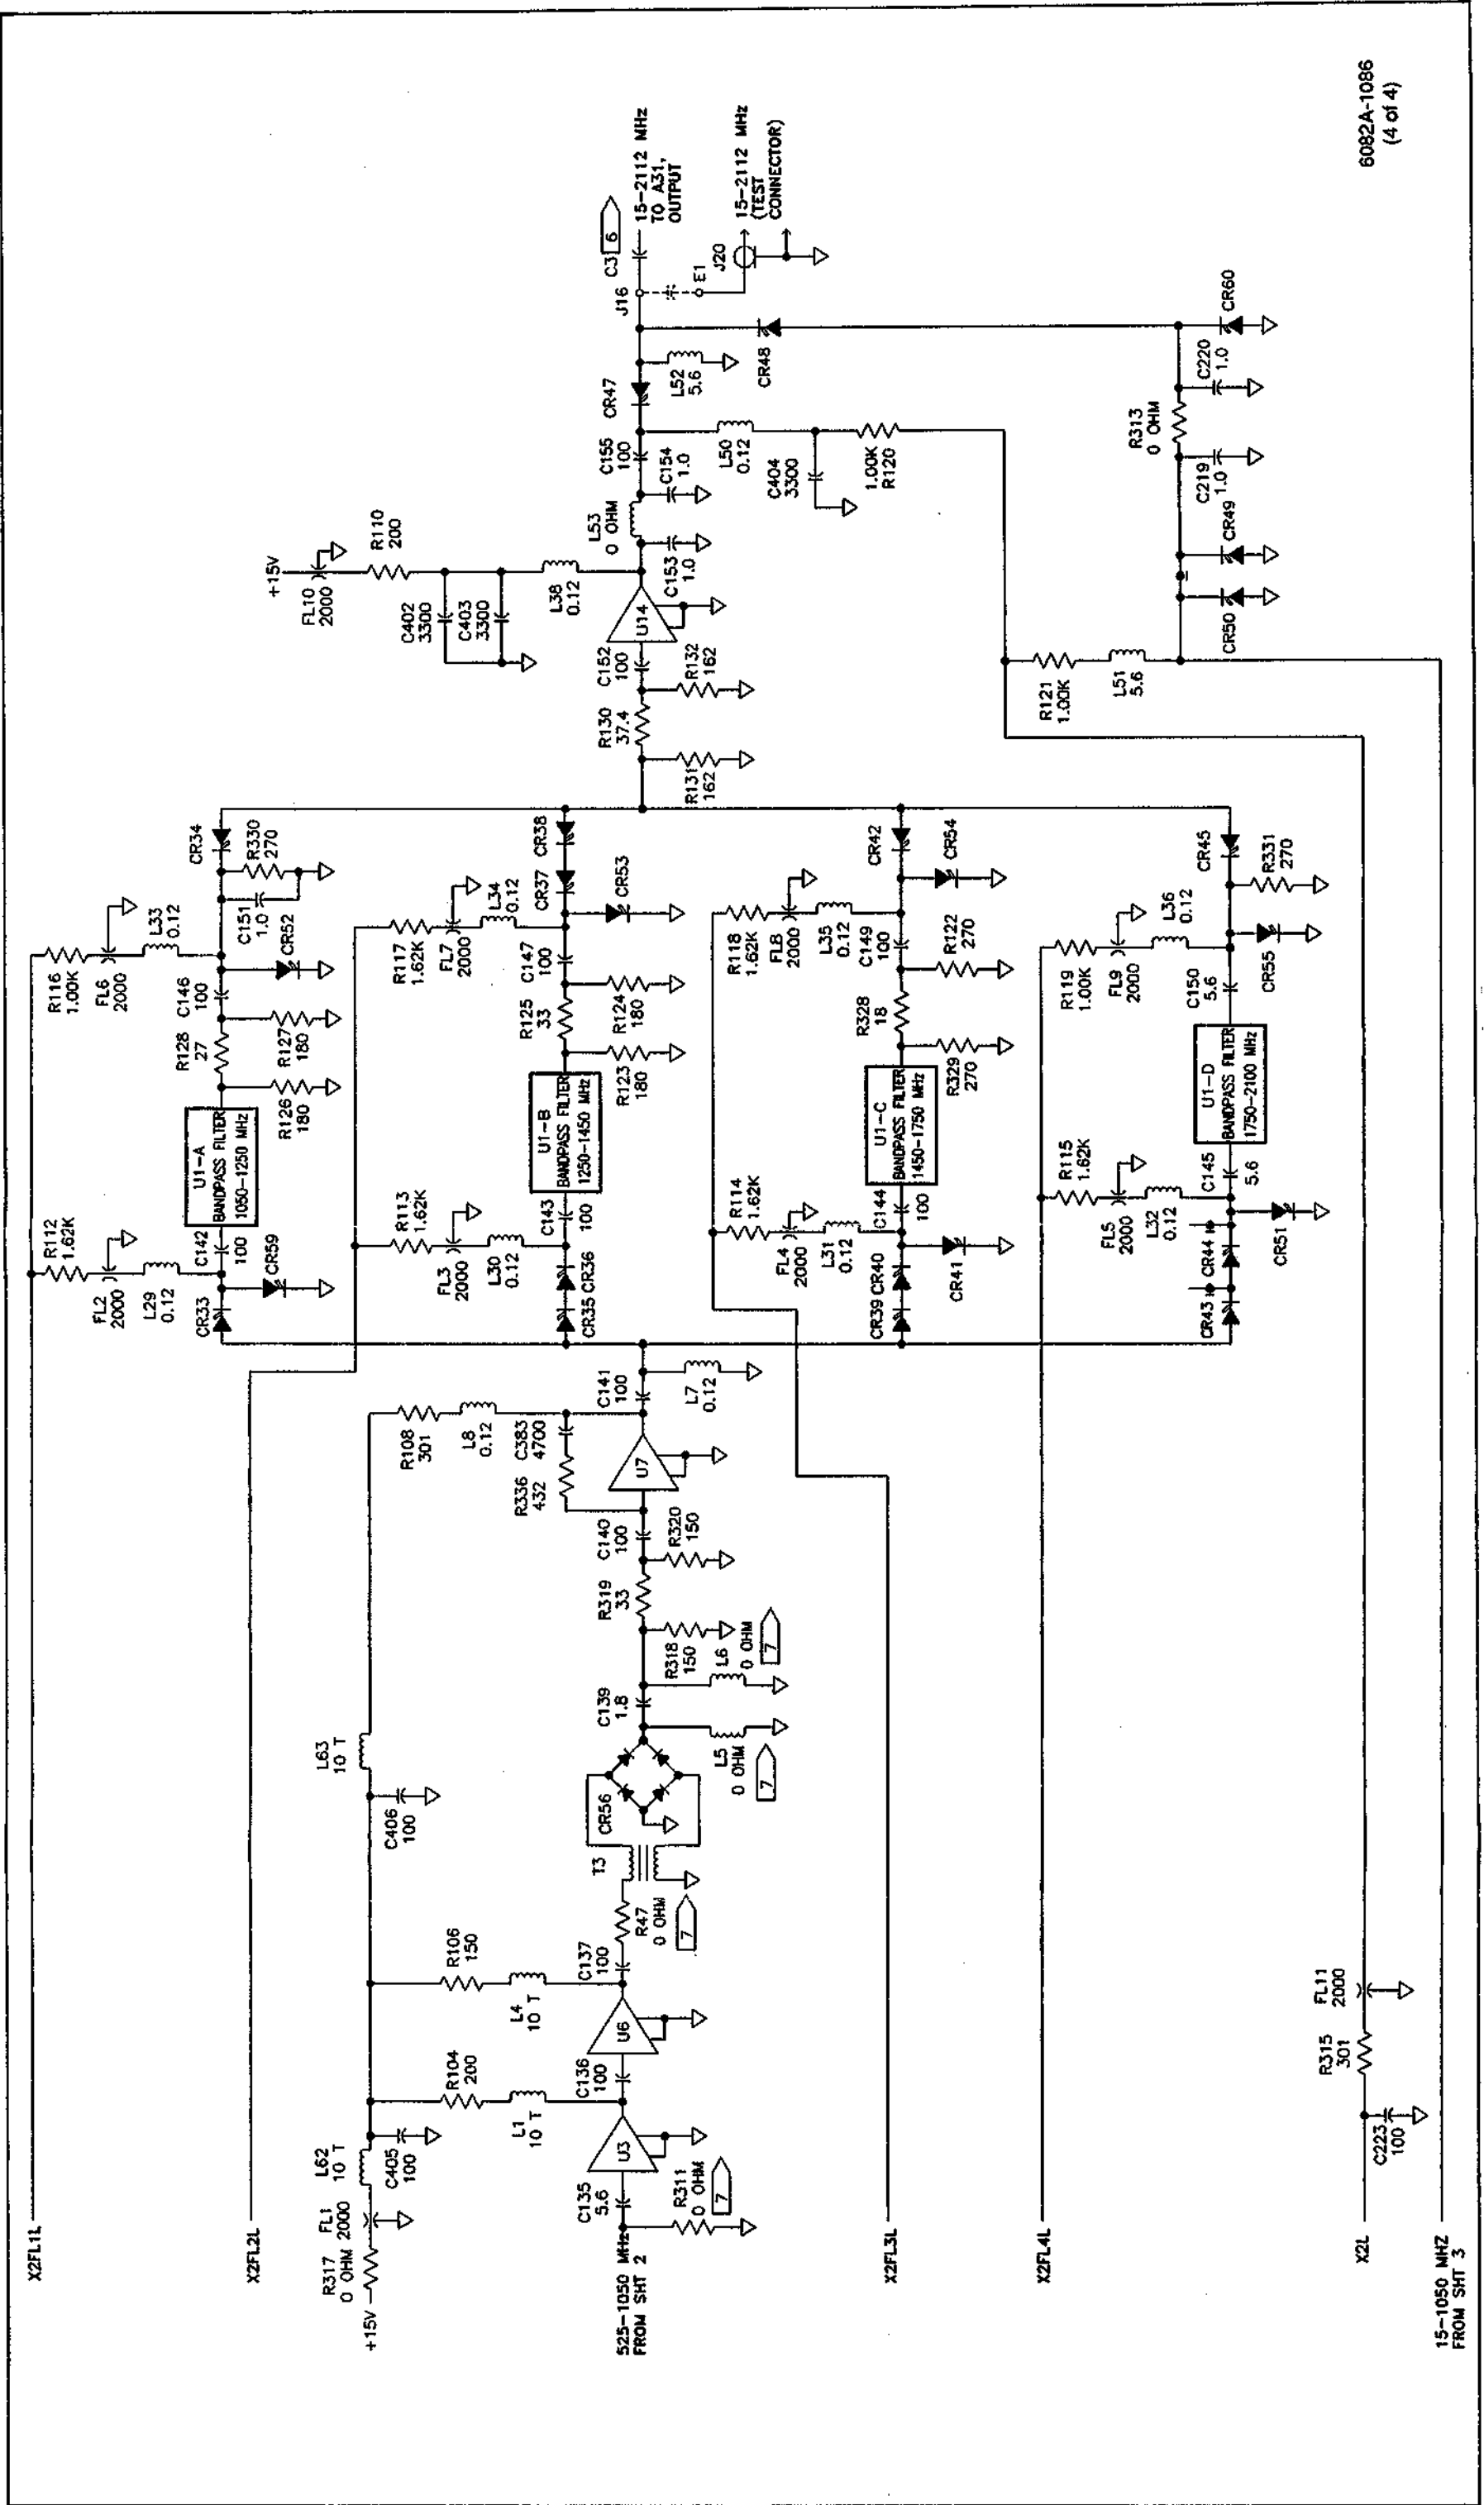 X2FL1L
R112
1.62K
FL2
2000
L29
0.12
CR33
CR59
C142
100
U1-A
BANDPASS FILTER
1050-1250 MHz
R126
180
R128
27
R127
180
C146
100
R116
1.00K
FL6
2000
L33
0.12
CR52
C151
1.0
R330
270
CR34
X2FL2L
R113
1.62K
FL3
2000
L30
0.12
CR35
CR36
C143
100
U1-B
BANDPASS FILTER
1250-1450 MHz
R123
180
R125
33
R124
180
C147
100
R117
1.62K
FL7
2000
L34
0.12
CR53
CR37
CR38
+15V
R317
0 OHM
FL1
2000
L62
10 T
C405
100
R104
200
L1
10 T
R106
150
L4
10 T
C406
100
L63
10 T
R108
301
L8
0.12
R336
432
C383
4700
525-1050 MHz
FROM SHT 2
C135
5.6
R311
0 OHM
7
U3
C136
100
U6
C137
100
R47
0 OHM
7
T3
CR56
L5
0 OHM
7
C139
1.8
L6
0 OHM
7
R318
150
R319
33
R320
150
C140
100
U7
C141
100
L7
0.12
R131
162
R130
37.4
R132
162
C152
100
U14
+15V
FL10
2000
R110
200
C402
3300
C403
3300
L38
0.12
C153
1.0
L53
0 OHM
C154
1.0
C155
100
L50
0.12
C404
3300
1.00K
R120
CR47
L52
5.6
CR48
J16
C31
6
E1
J20
15-2112 MHz
TO A31,
OUTPUT
15-2112 MHz
(TEST
CONNECTOR)
X2FL3L
R114
1.62K
FL4
2000
L31
0.12
CR39
CR40
CR41
C144
100
U1-C
BANDPASS FILTER
1450-1750 MHz
R329
270
R328
18
R122
270
C149
100
R118
1.62K
FL8
2000
L35
0.12
CR42
CR54
X2FL4L
R115
1.62K
FL5
2000
L32
0.12
CR43
CR44
CR51
C145
5.6
U1-D
BANDPASS FILTER
1750-2100 MHz
C150
5.6
R119
1.00K
FL9
2000
L36
0.12
CR55
R331
270
CR45
R121
1.00K
L51
5.6
CR50
CR49
C219
1.0
R313
0 OHM
C220
1.0
CR60
X2L
C223
100
R315
301
FL11
2000
15-1050 MHZ
FROM SHT 3
6082A-1086
(4 of 4)